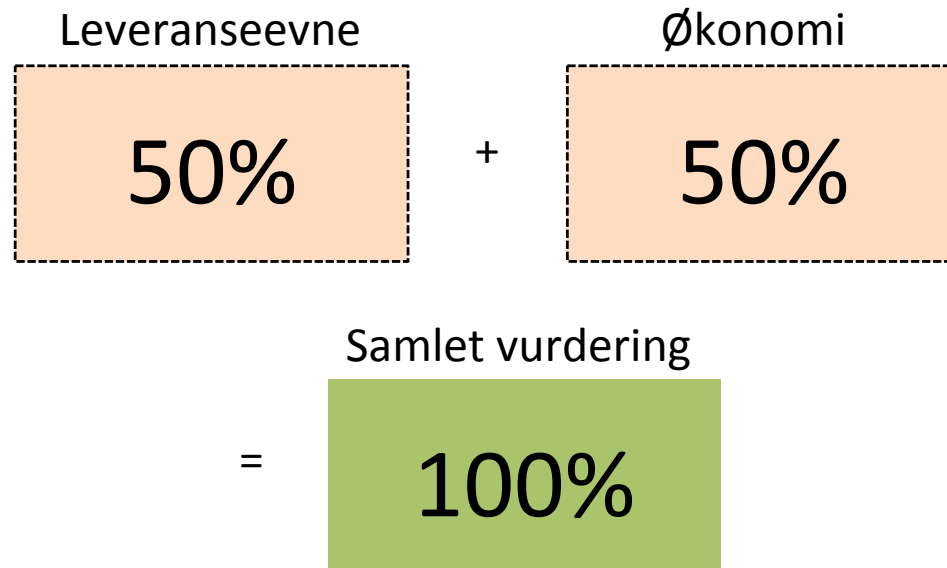 Leveranseevne
Økonomi
50%
+
50%
Samlet vurdering
=
100%